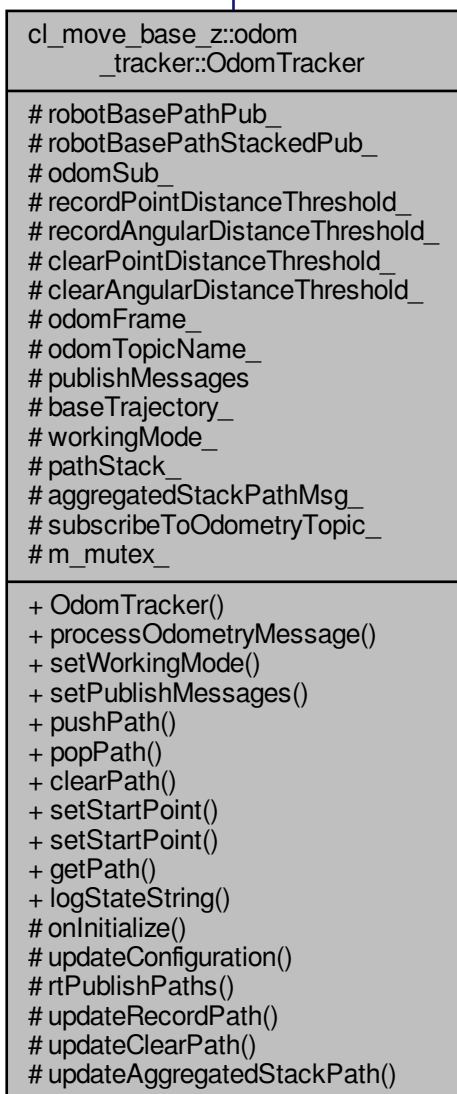 cl_move_base_z::odom
_tracker::OdomTracker
# robotBasePathPub_
# robotBasePathStackedPub_
# odomSub_
# recordPointDistanceThreshold_
# recordAngularDistanceThreshold_
# clearPointDistanceThreshold_
# clearAngularDistanceThreshold_
# odomFrame_
# odomTopicName_
# publishMessages
# baseTrajectory_
# workingMode_
# pathStack_
# aggregatedStackPathMsg_
# subscribeToOdometryTopic_
# m_mutex_
+ OdomTracker()
+ processOdometryMessage()
+ setWorkingMode()
+ setPublishMessages()
+ pushPath()
+ popPath()
+ clearPath()
+ setStartPoint()
+ setStartPoint()
+ getPath()
+ logStateString()
# onInitialize()
# updateConfiguration()
# rtPublishPaths()
# updateRecordPath()
# updateClearPath()
# updateAggregatedStackPath()